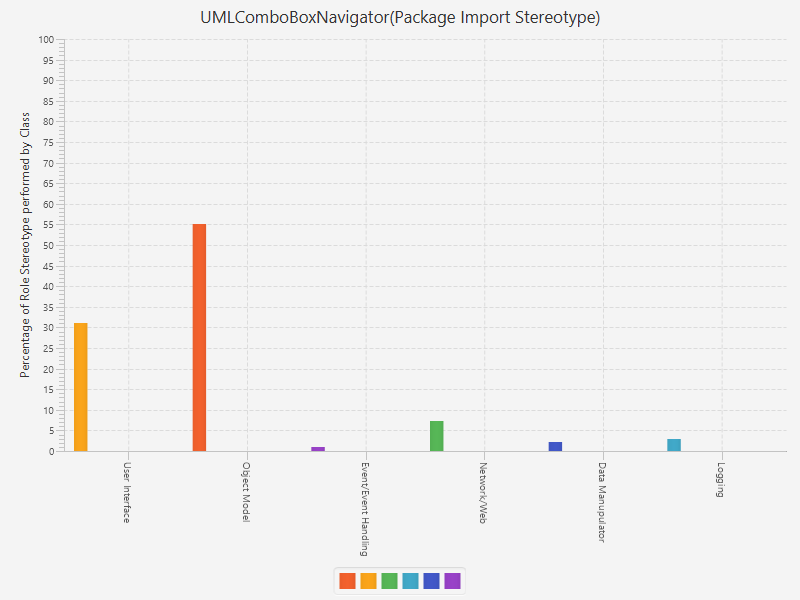 UMLComboBoxNavigator(Package Import Stereotype)
Percentage of Role Stereotype performed by Class
100
95
90
85
80
75
70
65
60
55
50
45
40
35
30
25
20
15
10
5
0
User Interface
Object Model
Event/Event Handling
Network/Web
Data Manupulator
Logging